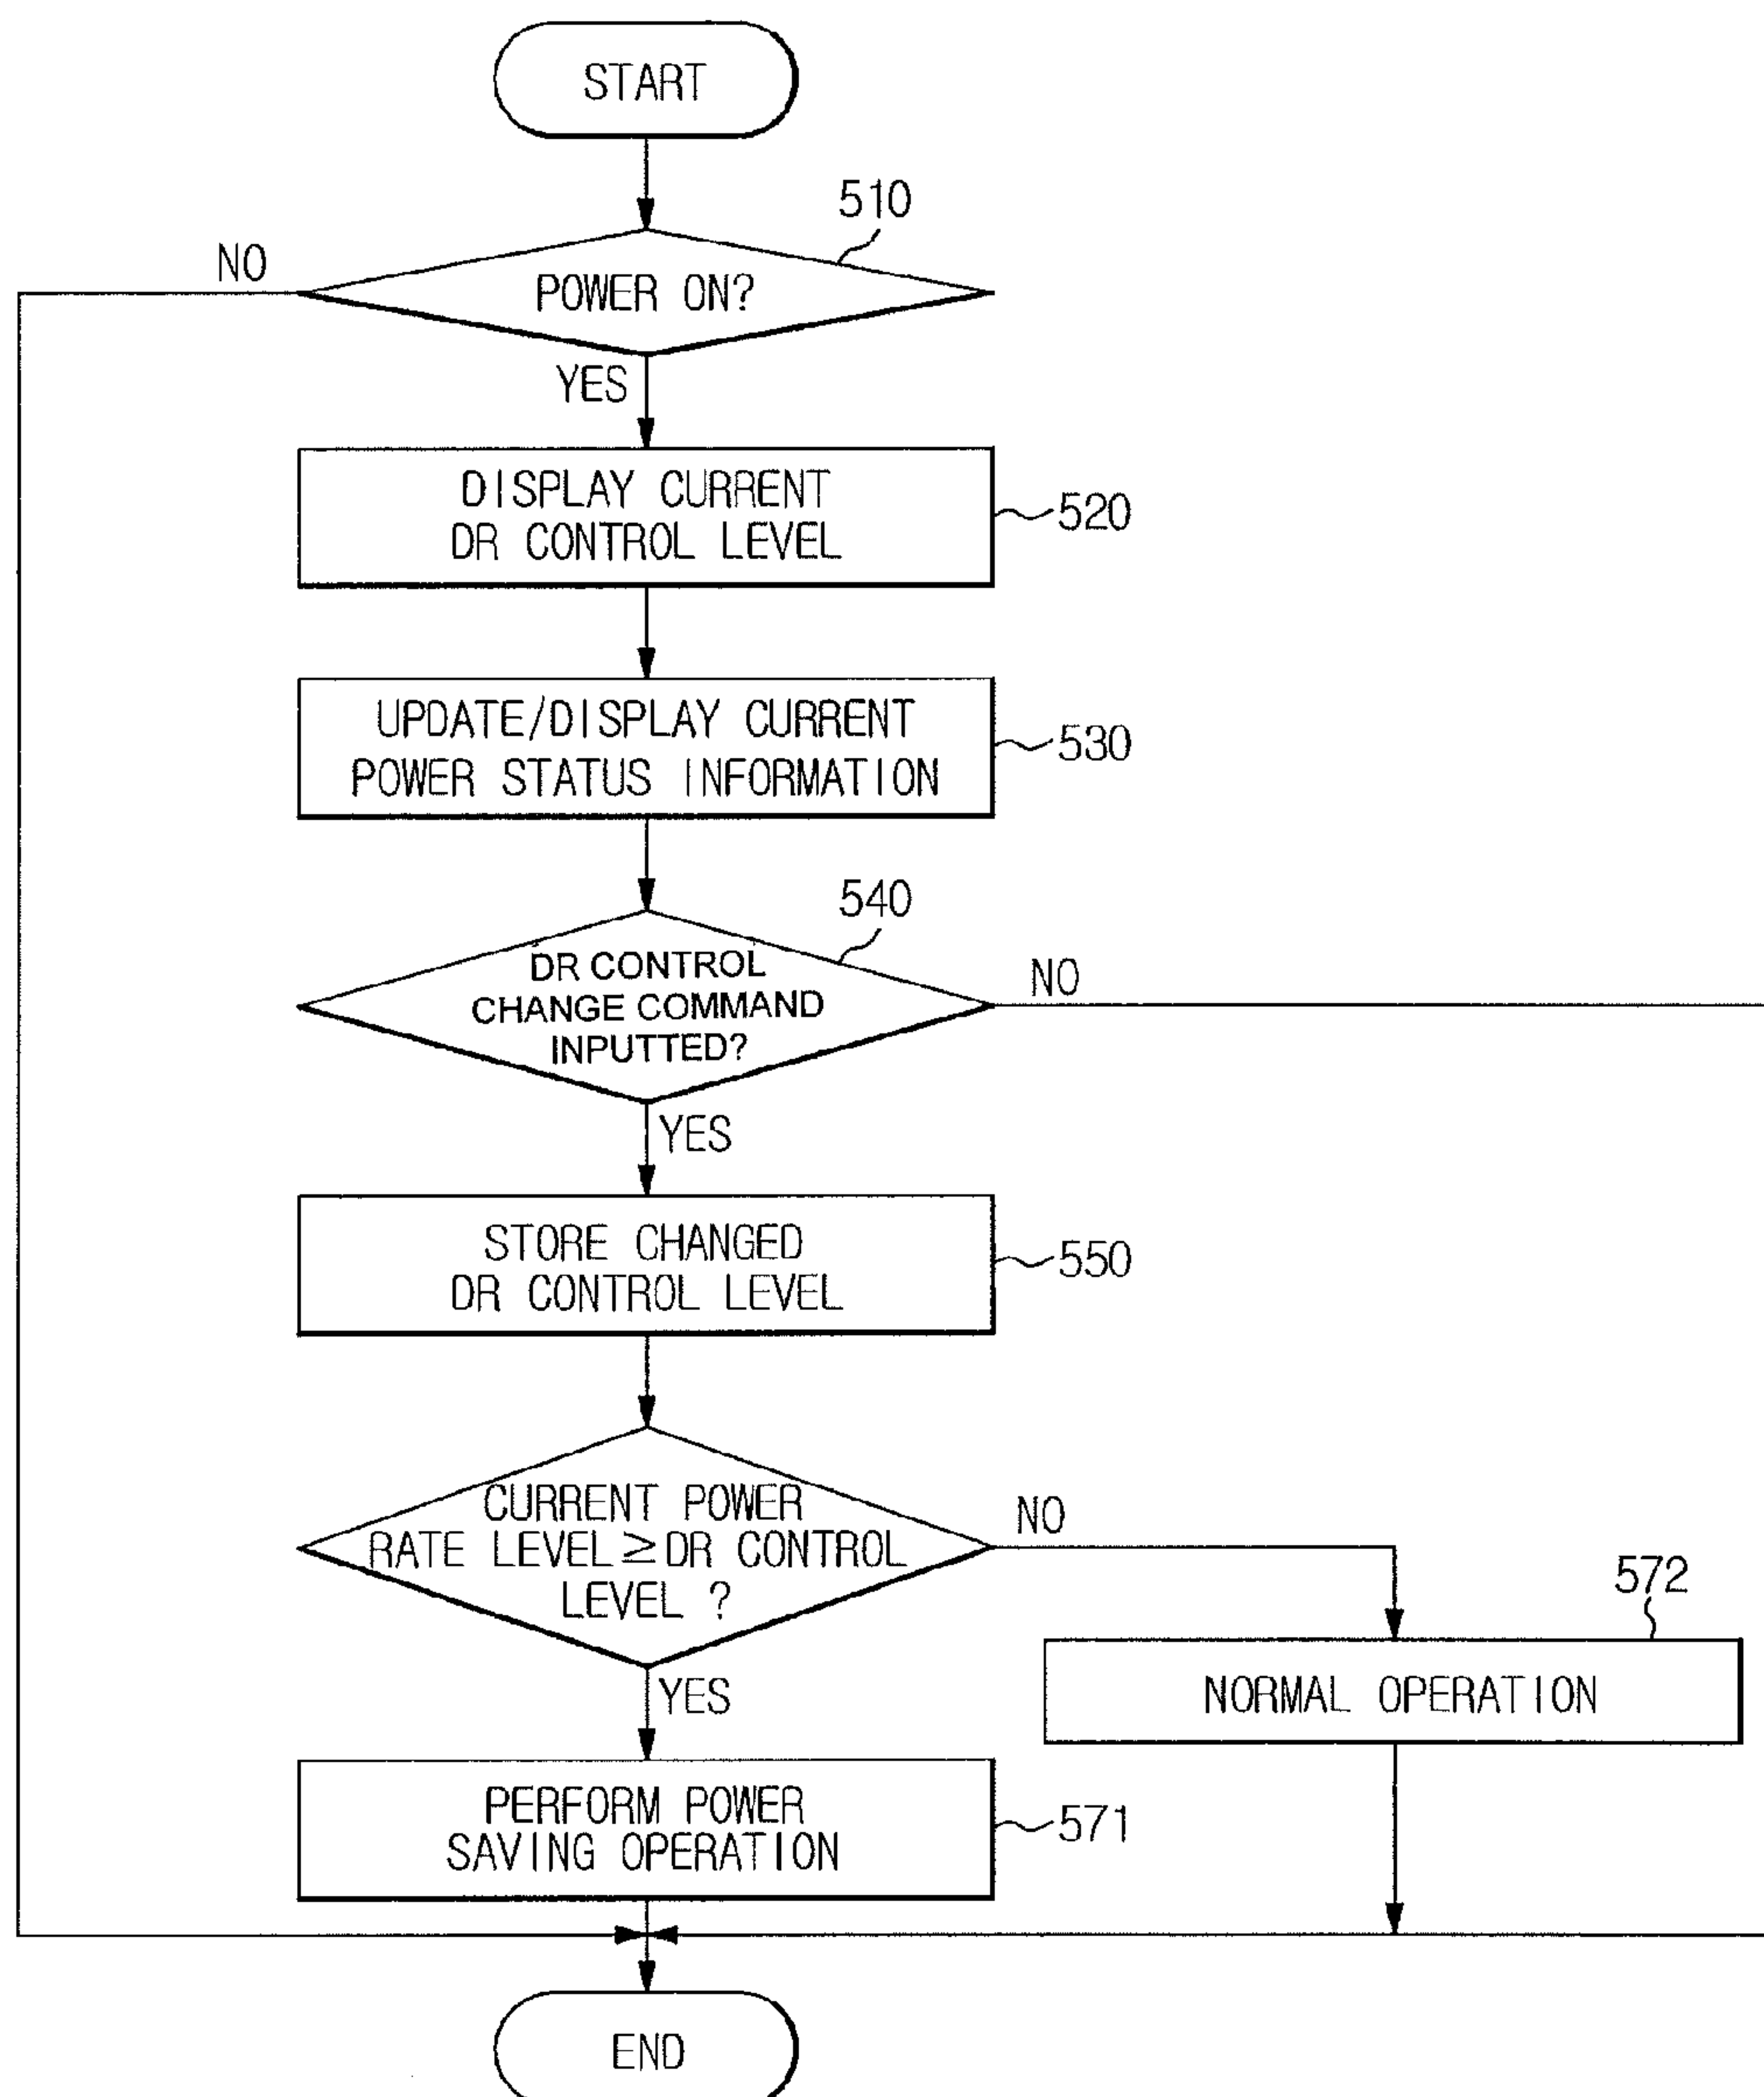 START
510
NO
POWER ON?
YES
DISPLAY CURRENT
DR CONTROL LEVEL
520
UPDATE/DISPLAY CURRENT
POWER STATUS INFORMATION
530
540
DR CONTROL
CHANGE COMMAND
INPUTTED?
NO
YES
STORE CHANGED
DR CONTROL LEVEL
550
CURRENT POWER
RATE LEVEL≥DR CONTROL
LEVEL ?
NO
572
YES
NORMAL OPERATION
PERFORM POWER
SAVING OPERATION
571
END